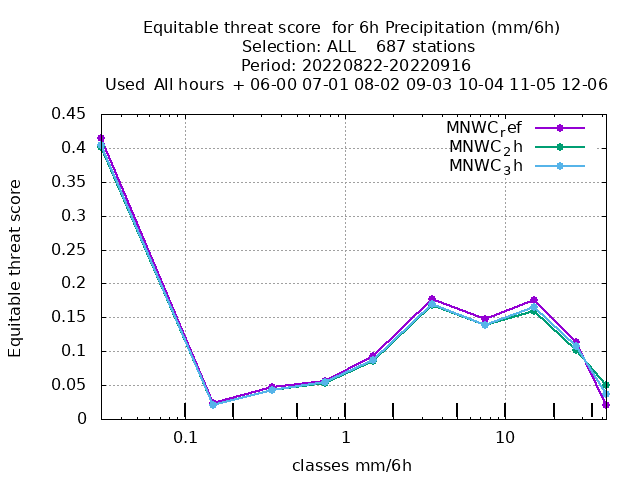 Equitable threat score  for 6h Precipitation (mm/6h)
Selection: ALL    687 stations
Period: 20220822-20220916
Used  All hours  + 06-00 07-01 08-02 09-03 10-04 11-05 12-06
MNWCref
MNWC2h
MNWC3h
0.45
0.4
0.35
0.3
0.25
0.2
0.15
0.1
0.05
0
Equitable threat score
0.1 1 10
classes mm/6h